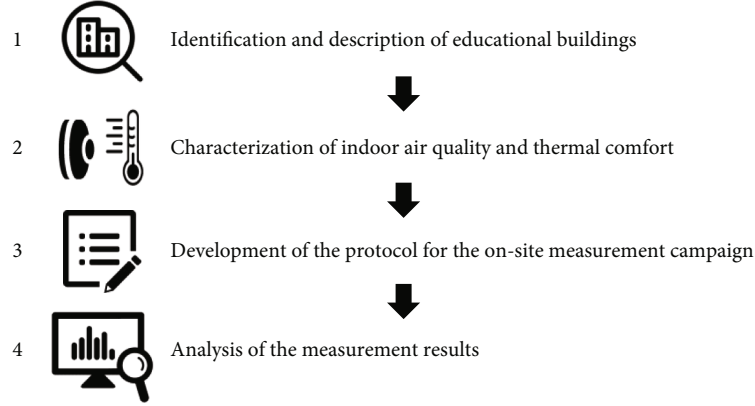 1 Identification and description of educational buildings
2 Characterization of indoor air quality and thermal comfort
3 Development of the protocol for the on-site measurement campaign
4 Analysis of the measurement results